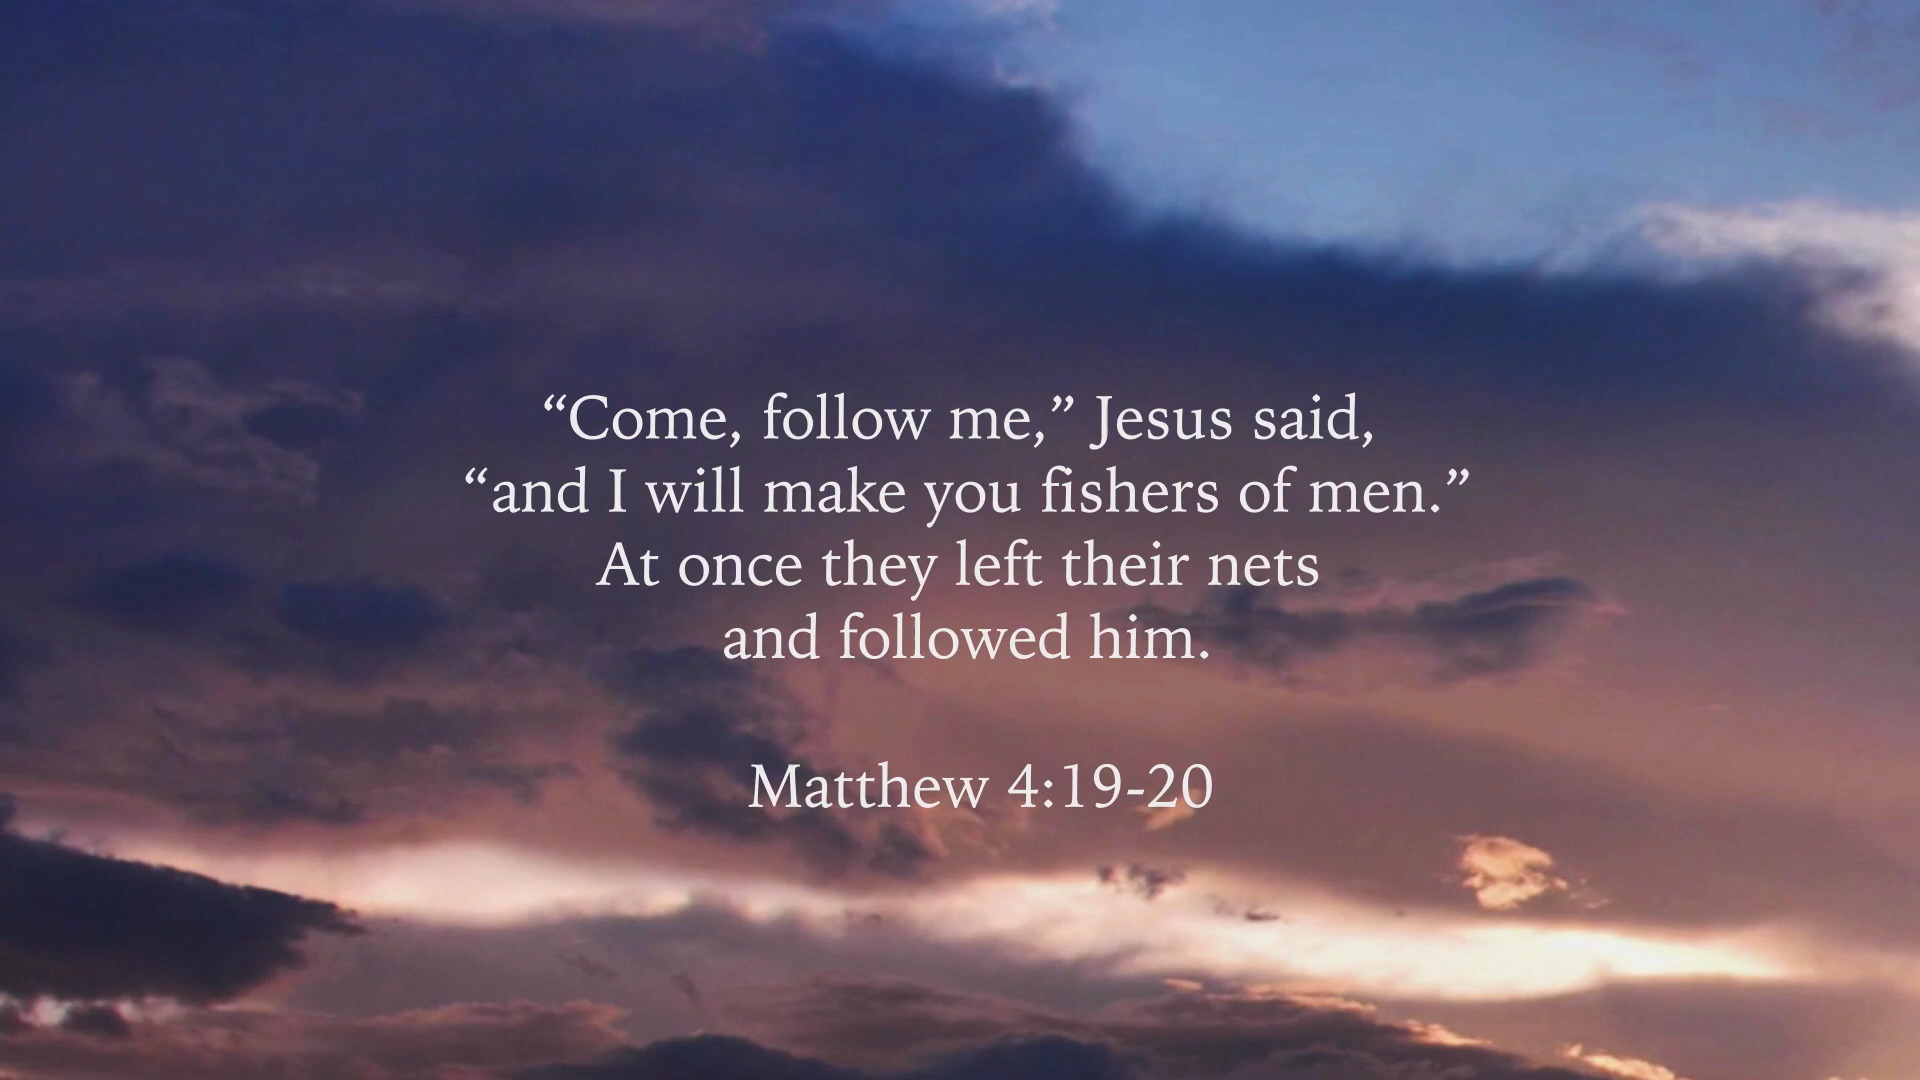 “Come, follow me,” Jesus said,
“and I will make you fishers of men.”
At once they left their nets
and followed him.
Matthew 4:19-20